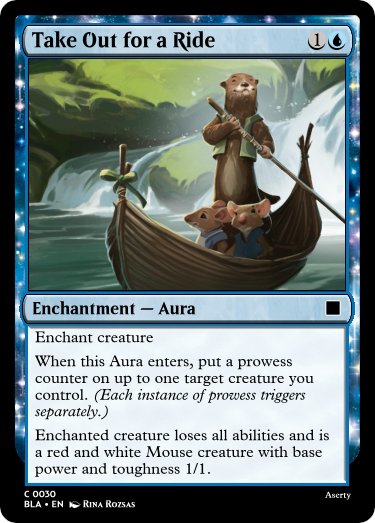 Take Out for a Ride 1
Enchantment — Aura
Enchant creature
When this Aura enters, put a prowess
counter on up to one target creature you
control. (Each instance of prowess triggers
separately.)
Enchanted creature loses all abilities and is
a red and white Mouse creature with base
power and toughness 1/1.
C 0030
BLA • EN Rina Rozsas
Aserty